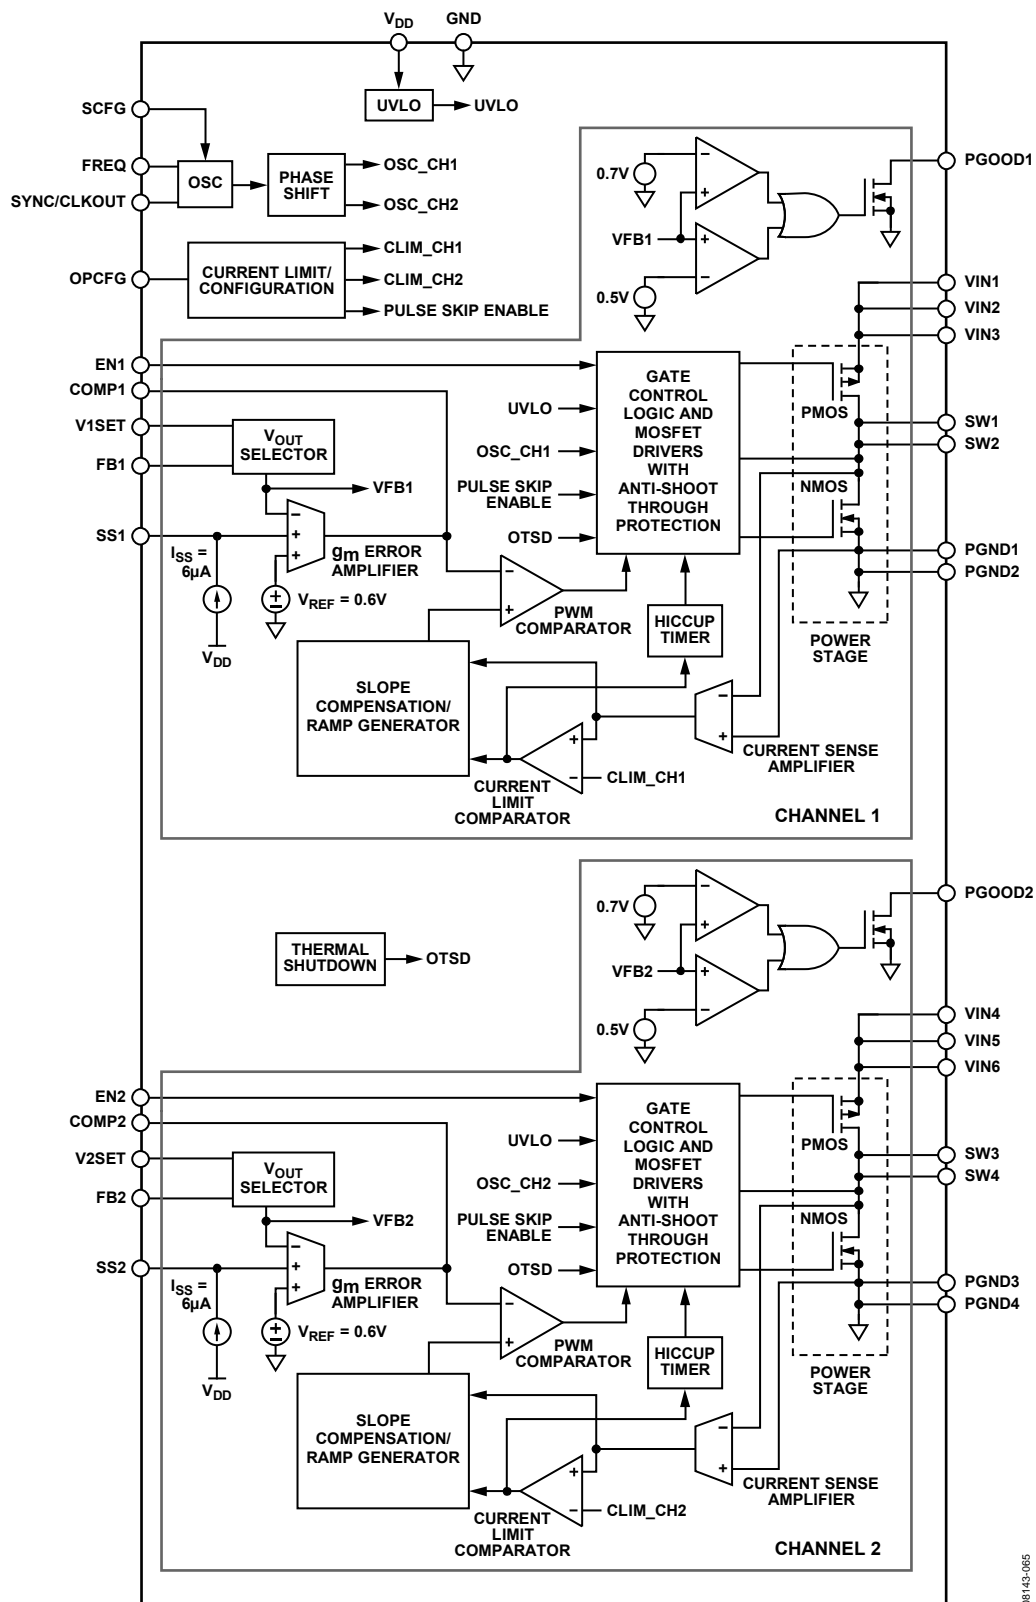 VDD
GND
SCFG
UVLO
UVLO
FREQ
OSC
PHASE
SHIFT
OSC_CH1
OSC_CH2
SYNC/CLKOUT
OPCFG
CURRENT LIMIT/
CONFIGURATION
CLIM_CH1
CLIM_CH2
PULSE SKIP ENABLE
0.7V
VFB1
0.5V
PGOOD1
VIN1
VIN2
VIN3
EN1
COMP1
V1SET
FB1
SS1
VOUT
SELECTOR
VFB1
ISS =
6µA
VDD
gm ERROR
AMPLIFIER
VREF = 0.6V
UVLO
OSC_CH1
PULSE SKIP
ENABLE
OTSD
GATE
CONTROL
LOGIC AND
MOSFET
DRIVERS
WITH
ANTI-SHOOT
THROUGH
PROTECTION
PMOS
NMOS
SW1
SW2
PGND1
PGND2
POWER
STAGE
PWM
COMPARATOR
HICCUP
TIMER
SLOPE
COMPENSATION/
RAMP GENERATOR
CLIM_CH1
CURRENT
LIMIT
COMPARATOR
CURRENT SENSE
AMPLIFIER
CHANNEL 1
THERMAL
SHUTDOWN
OTSD
0.7V
VFB2
0.5V
PGOOD2
VIN4
VIN5
VIN6
EN2
COMP2
V2SET
FB2
SS2
VOUT
SELECTOR
VFB2
ISS =
6µA
VDD
gm ERROR
AMPLIFIER
VREF = 0.6V
UVLO
OSC_CH2
PULSE SKIP
ENABLE
OTSD
GATE
CONTROL
LOGIC AND
MOSFET
DRIVERS
WITH
ANTI-SHOOT
THROUGH
PROTECTION
PMOS
NMOS
SW3
SW4
PGND3
PGND4
POWER
STAGE
PWM
COMPARATOR
HICCUP
TIMER
SLOPE
COMPENSATION/
RAMP GENERATOR
CLIM_CH2
CURRENT
LIMIT
COMPARATOR
CURRENT SENSE
AMPLIFIER
CHANNEL 2
08143-065